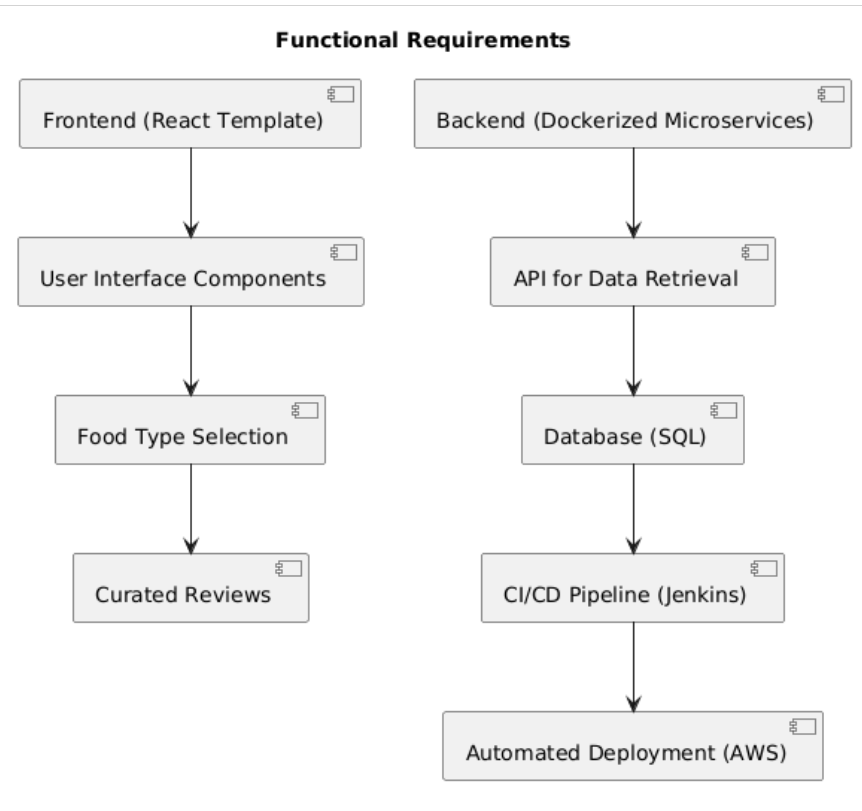 Functional Requirements
Frontend (React Template)
Backend (Dockerized Microservices)
User Interface Components
API for Data Retrieval
Food Type Selection
Database (SQL)
Curated Reviews
CI/CD Pipeline (Jenkins)
Automated Deployment (AWS)